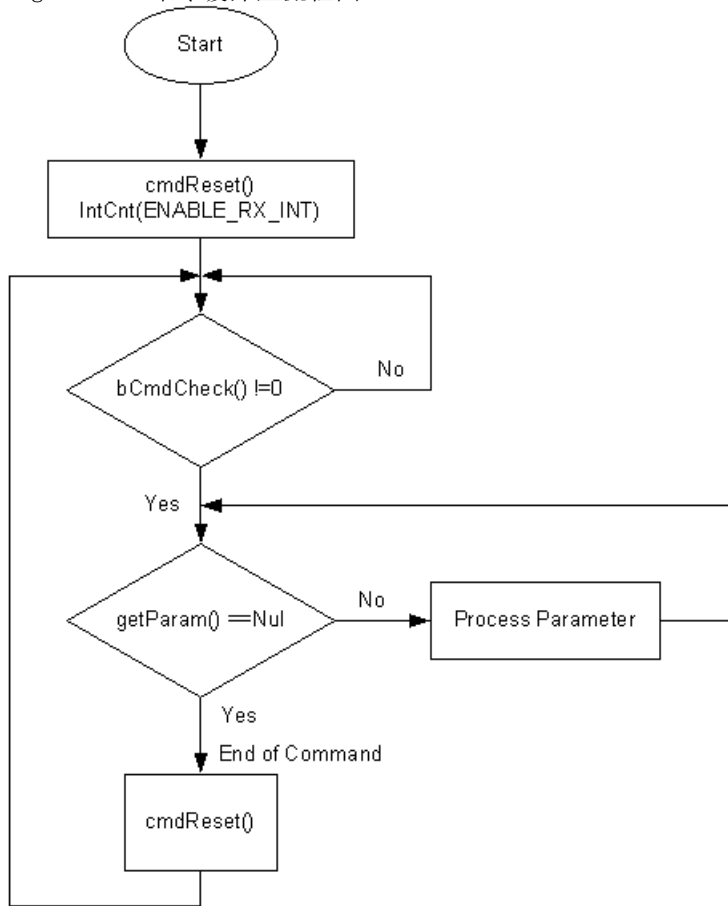 Start
cmdReset()
IntCnt(ENABLE_RX_INT)
bCmdCheck() !=0
No
Yes
getParam() ==Nul
No
Process Parameter
Yes
End of Command
cmdReset()